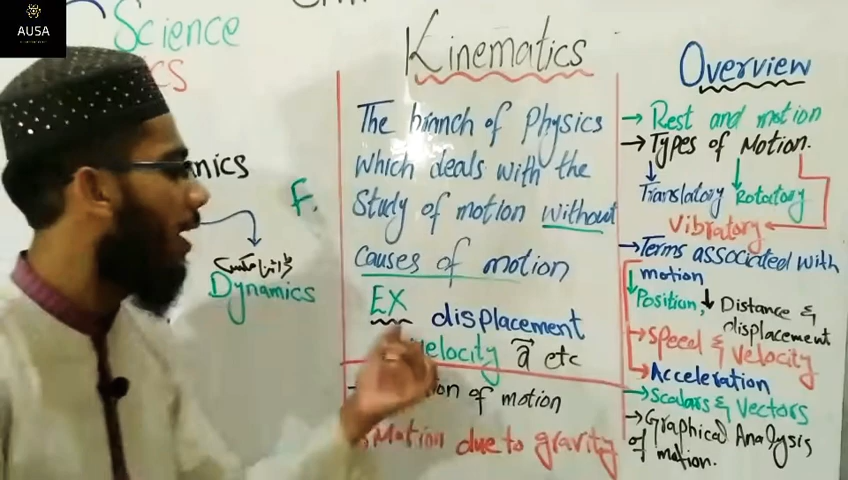 AUSA
Science
CS
mics
F.
ڈائنامکس
Dynamics
Kinematics
The branch of Physics
which deals with the
Study of motion without
causes of motion
EX
displacement
velocity a⃗ etc
of motion
Motion due to gravity
Overview
→ Rest and motion
→ Types of Motion.
Translatory Rotatory
Vibratory
→ Terms associated with
motion
Position, Distance &
displacement
→ Speed & velocity
→ Acceleration
→ Scalars & Vectors
→ Graphical Analysis
of motion.